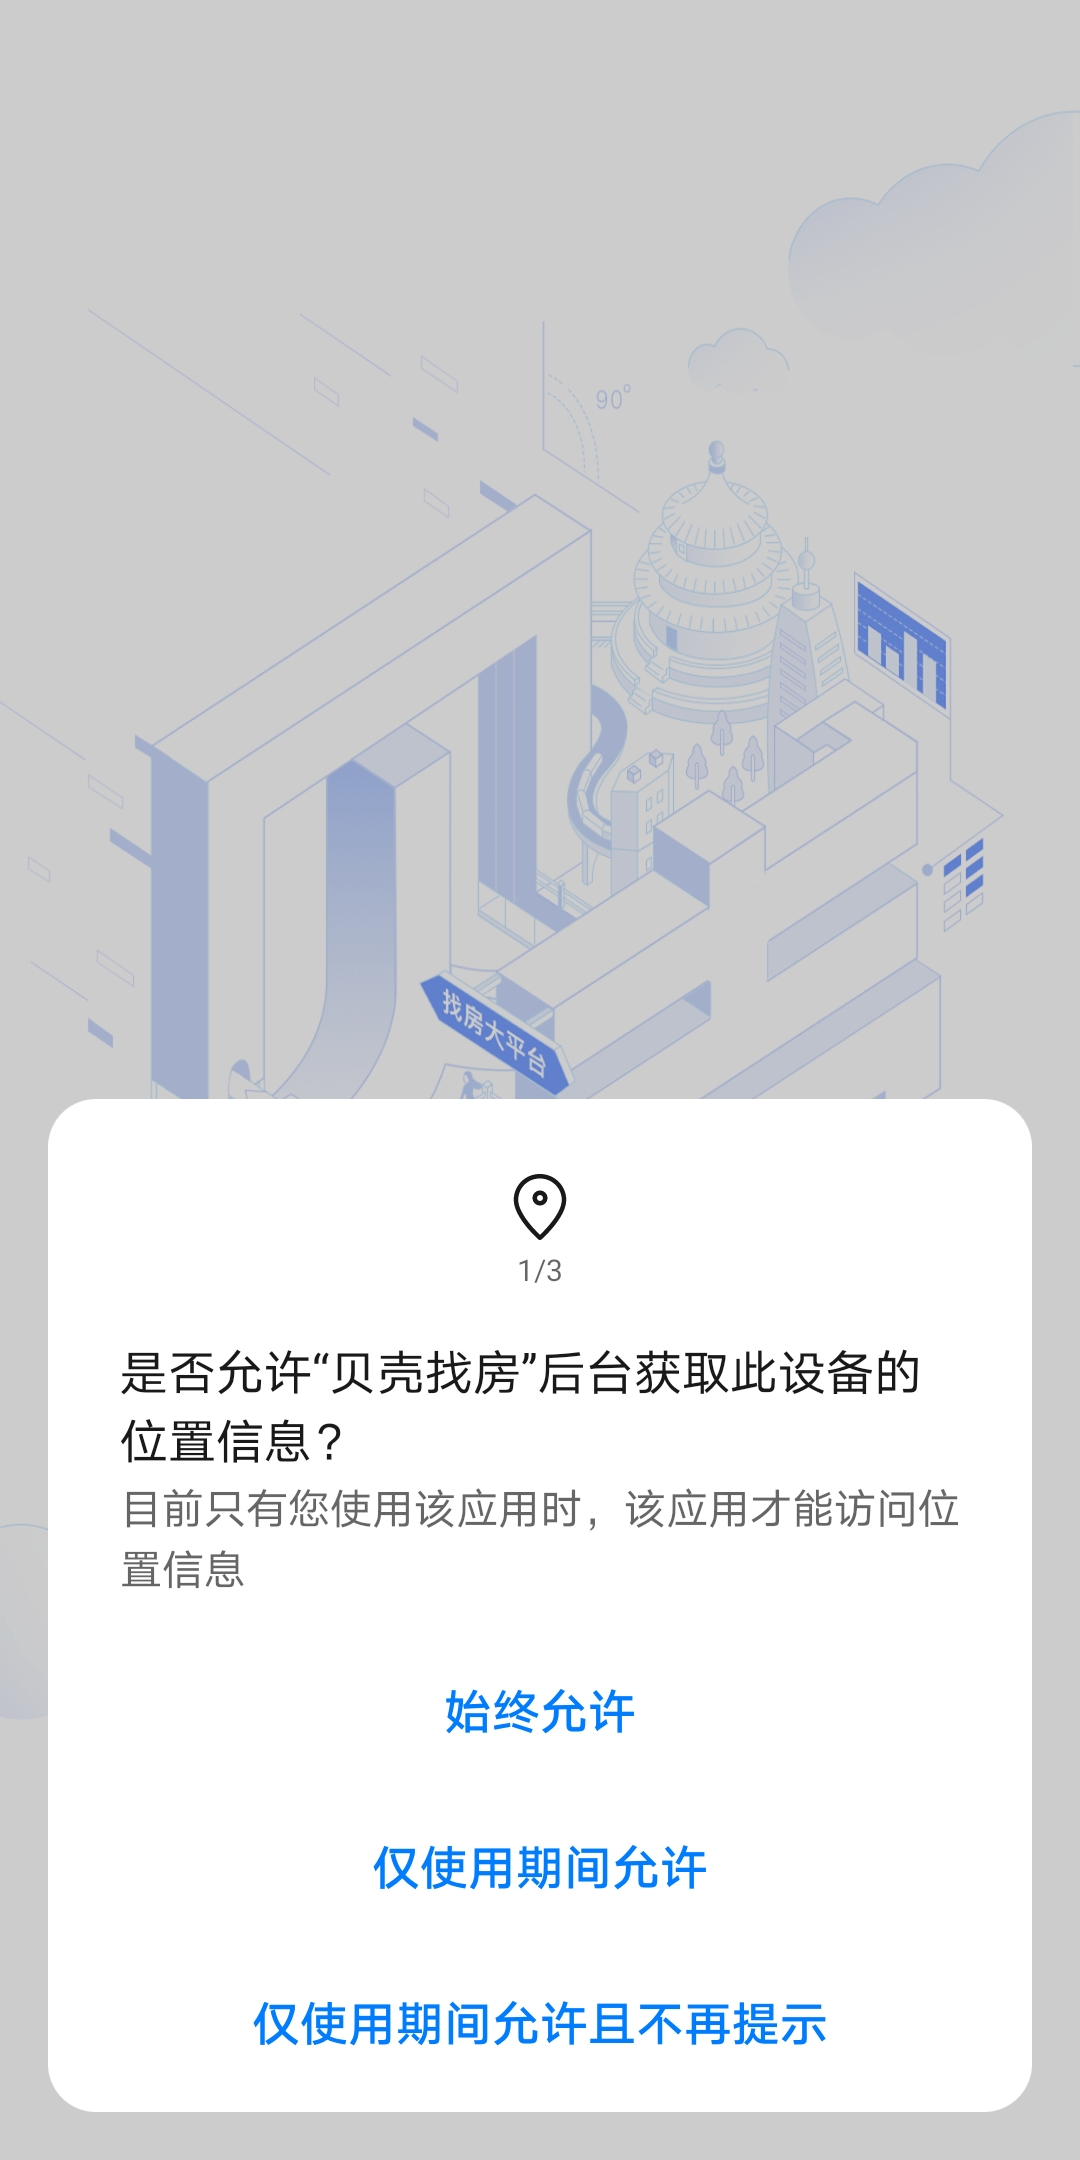 90°
找房大平台
1/3
是否允许“贝壳找房”后台获取此设备的
位置信息？
目前只有您使用该应用时，该应用才能访问位
置信息
始终允许
仅使用期间允许
仅使用期间允许且不再提示